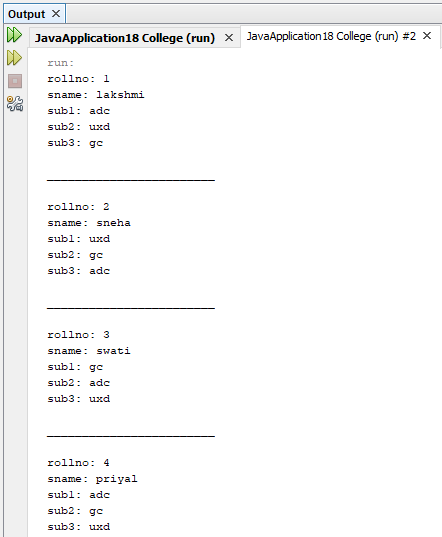 Output
JavaApplication18 College (run)
JavaApplication18 College (run) #2
run:
rollno: 1
sname: lakshmi
sub1: adc
sub2: uxd
sub3: gc
________________________
rollno: 2
sname: sneha
sub1: uxd
sub2: gc
sub3: adc
________________________
rollno: 3
sname: swati
sub1: gc
sub2: adc
sub3: uxd
________________________
rollno: 4
sname: priyal
sub1: adc
sub2: gc
sub3: uxd